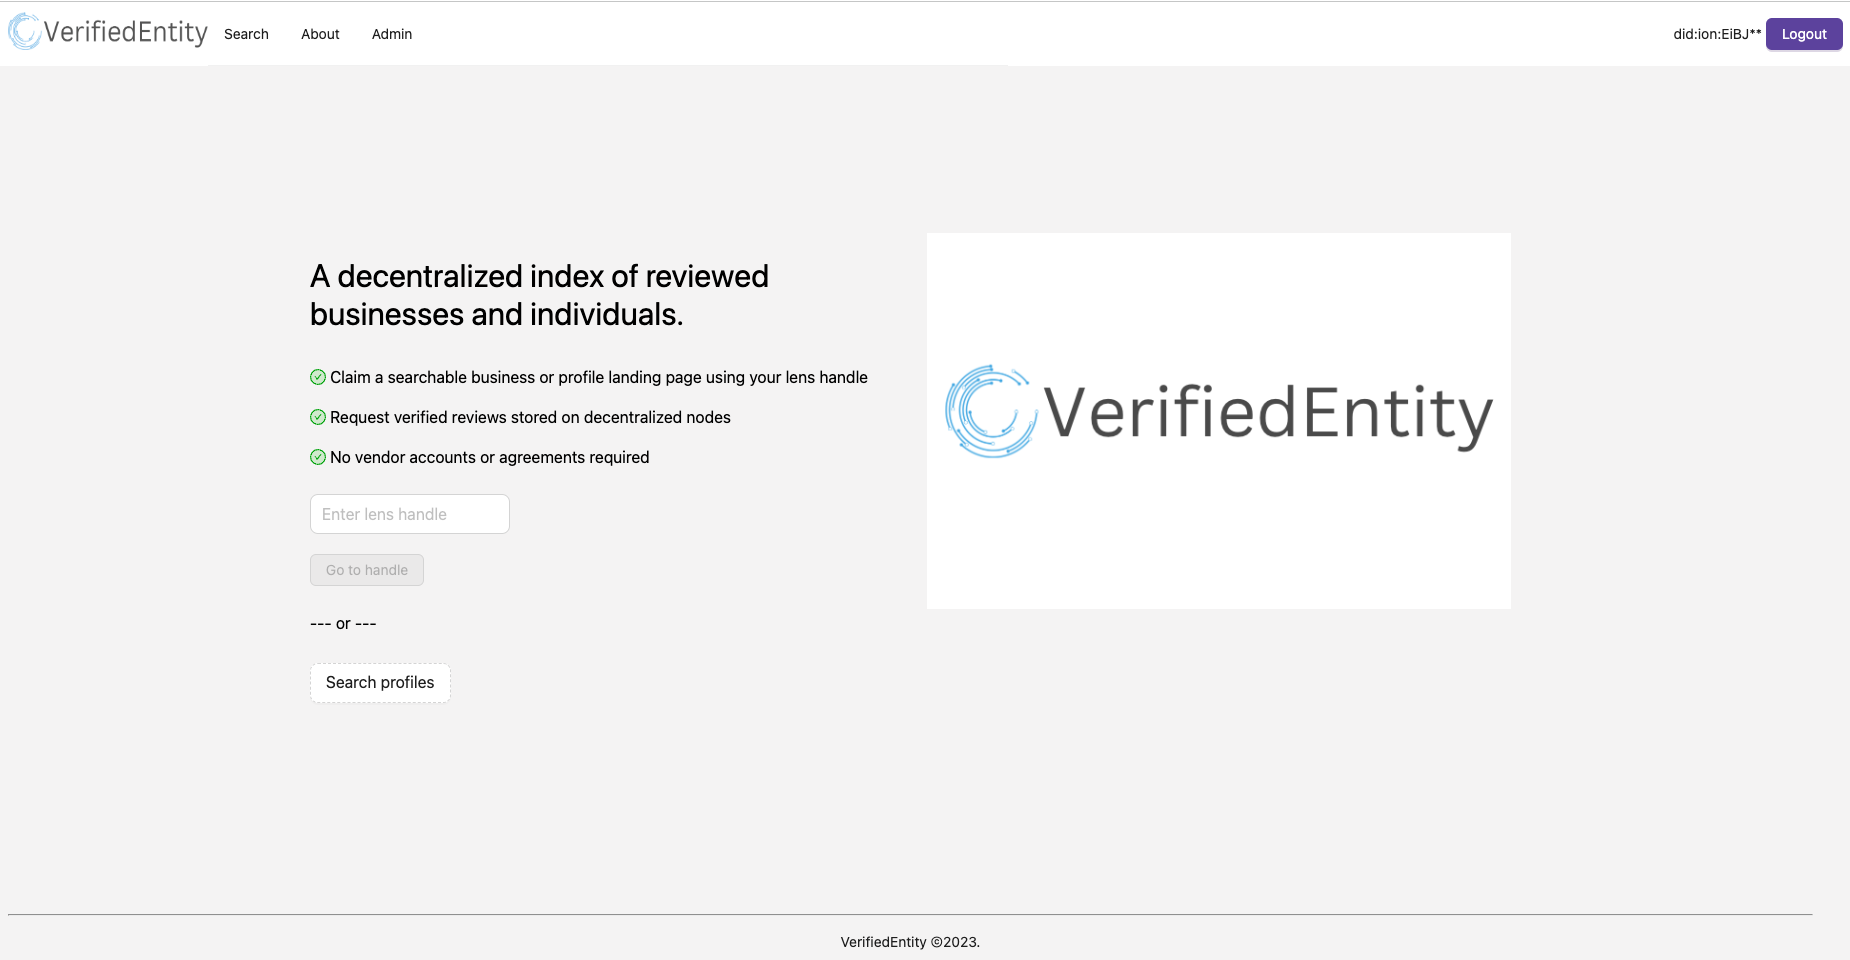 VerifiedEntity Search About Admin did:ion:EiBJ** Logout
A decentralized index of reviewed
businesses and individuals.
Claim a searchable business or profile landing page using your lens handle
Request verified reviews stored on decentralized nodes
No vendor accounts or agreements required
Enter lens handle
Go to handle
--- or ---
Search profiles
VerifiedEntity
VerifiedEntity ©2023.